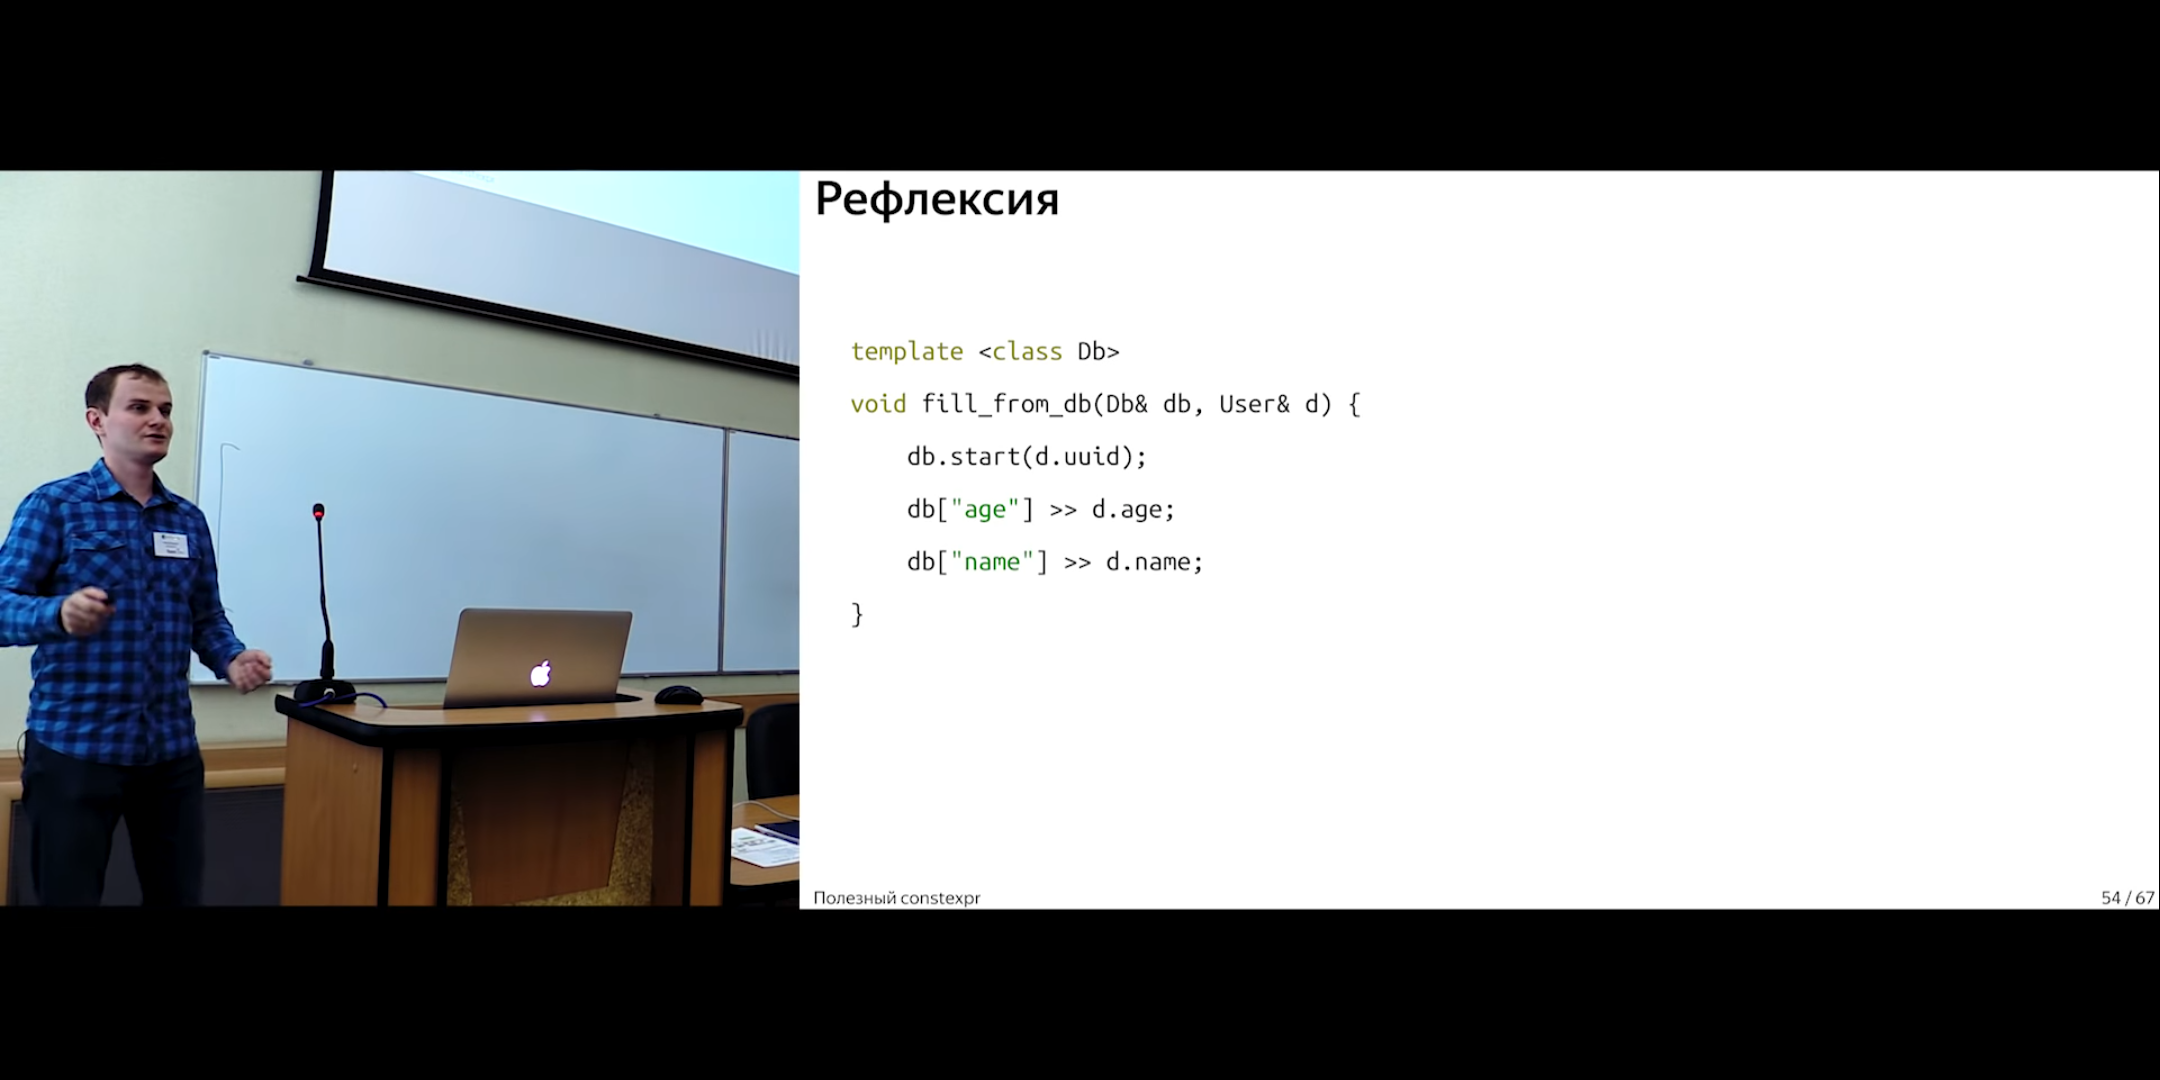 Рефлексия
template <class Db>
void fill_from_db(Db& db, User& d) {
db.start(d.uuid);
db["age"] >> d.age;
db["name"] >> d.name;
}
Полезный constexpr
54 / 67